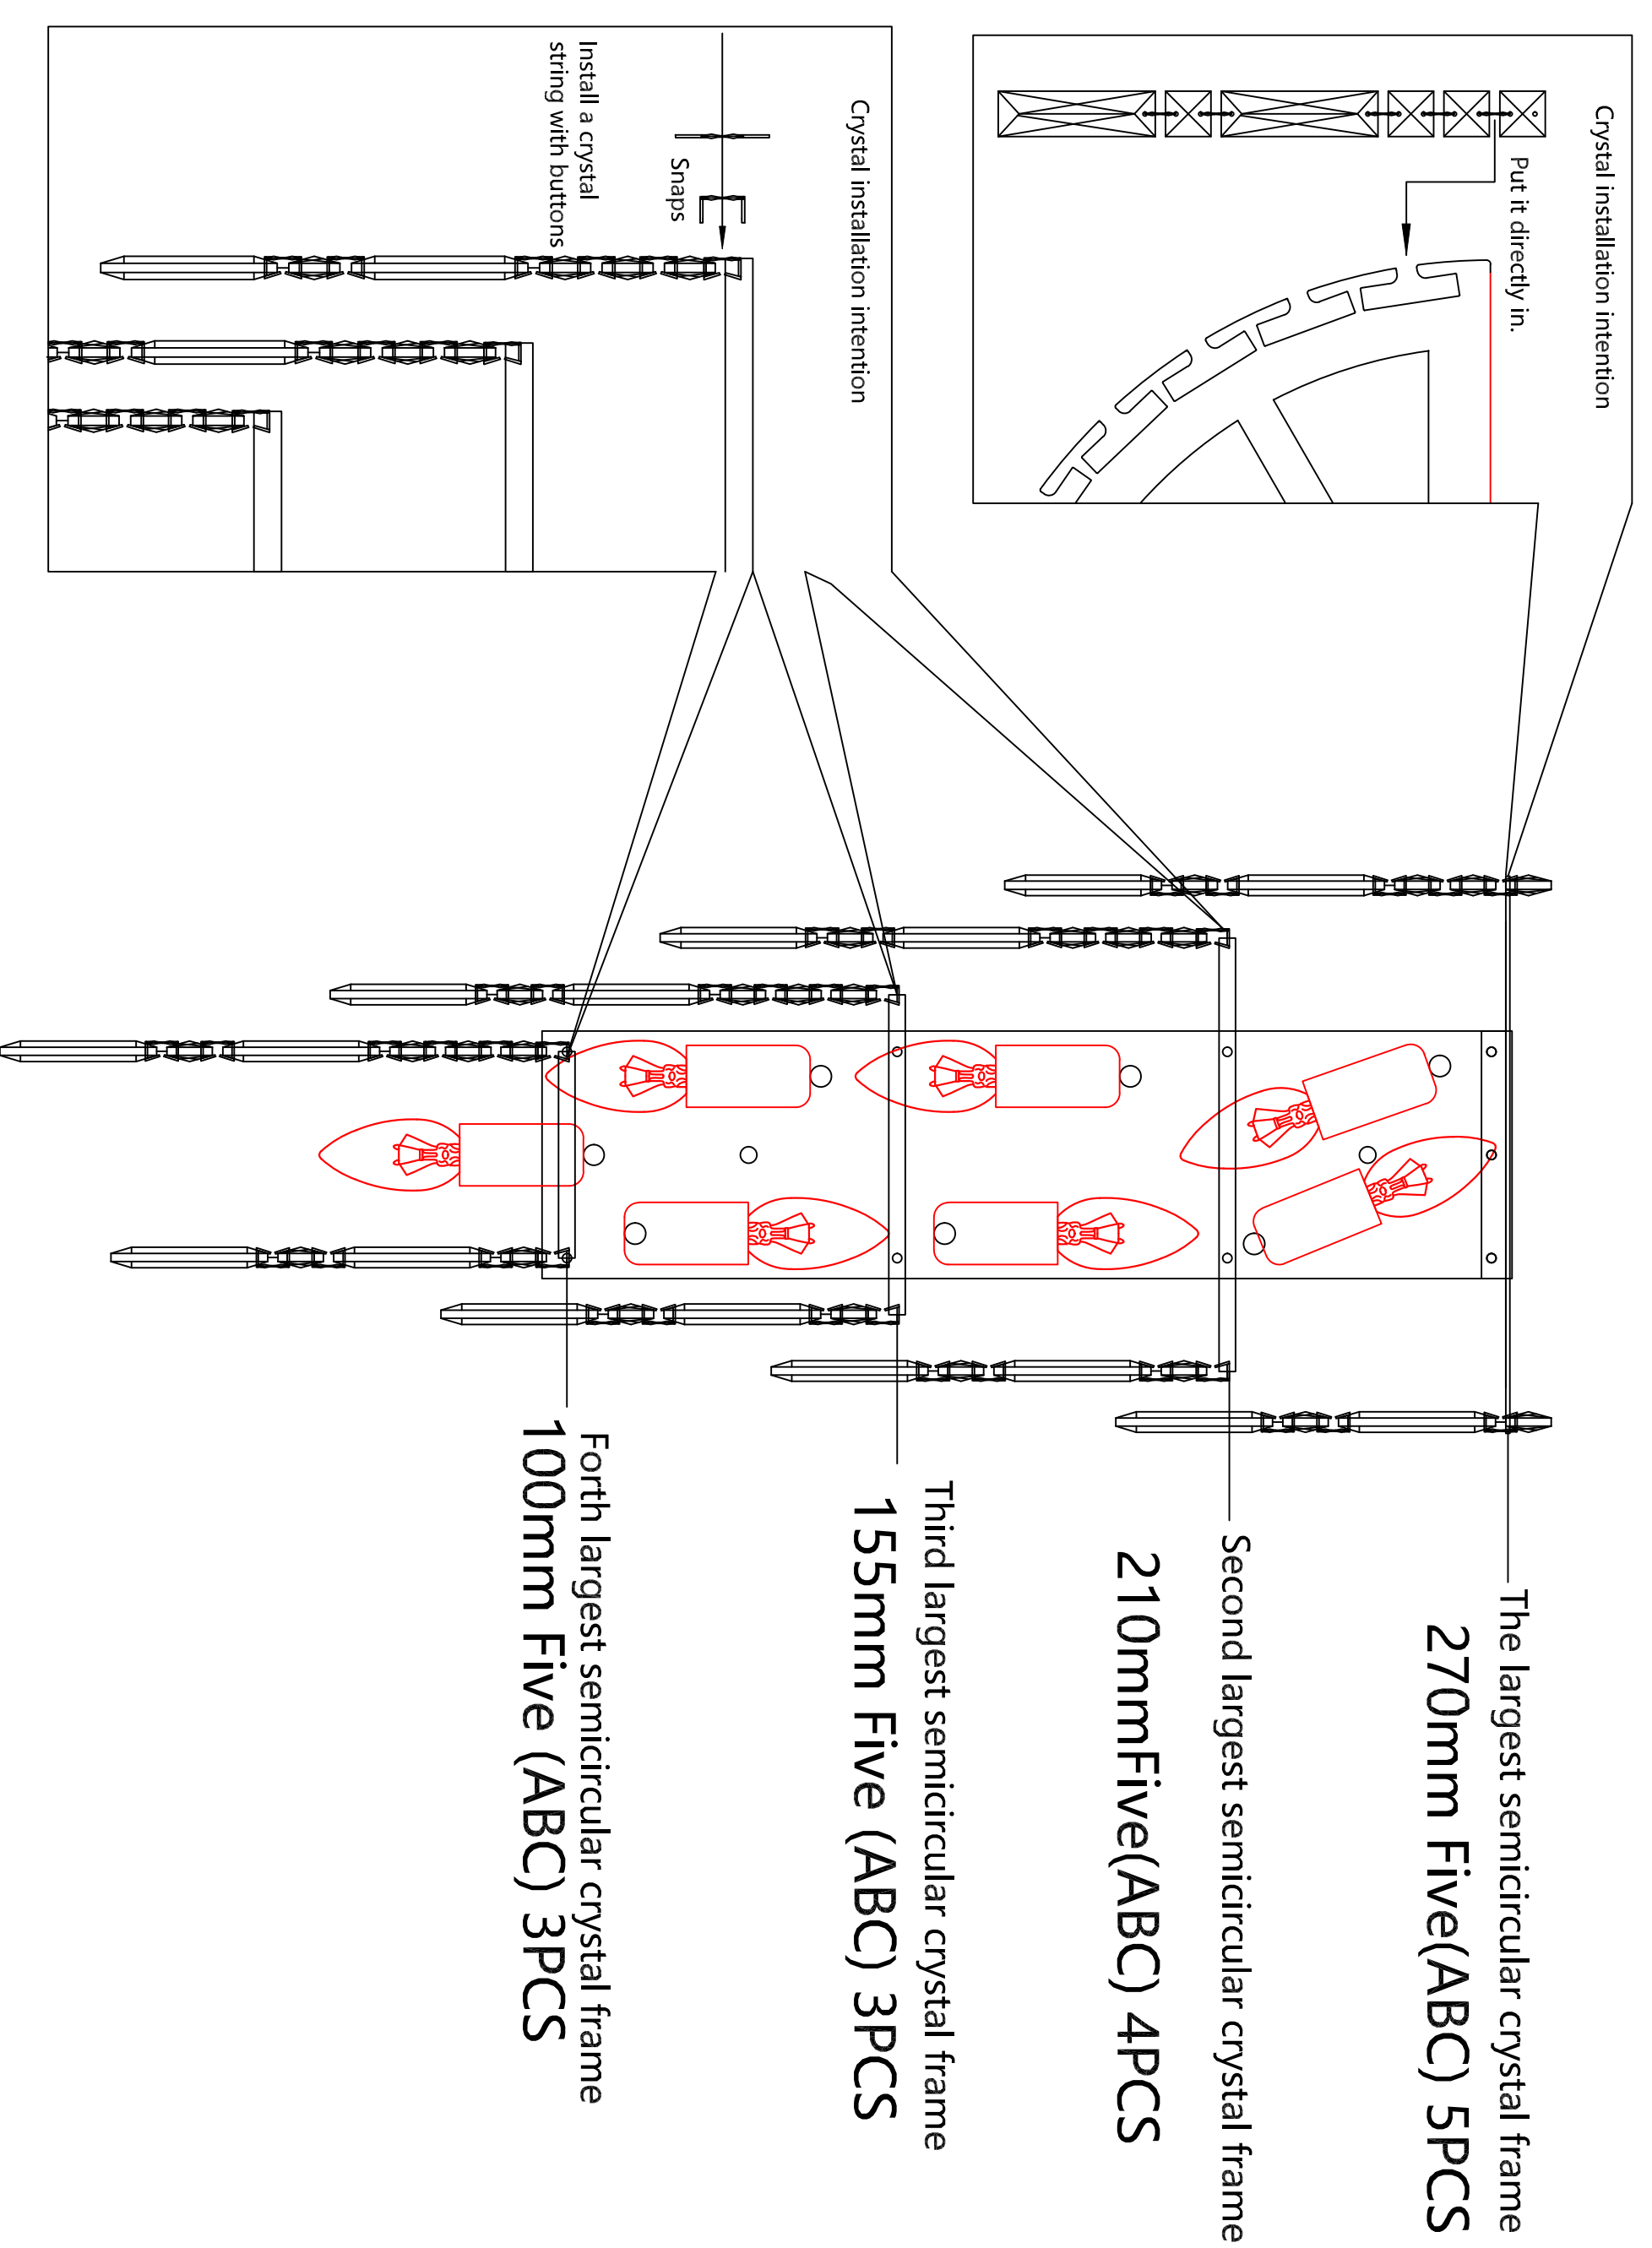 Crystal installation intention
Put it directly in.
Crystal installation intention
Snaps
Install a crystal
string with buttons
The largest semicircular crystal frame
270mm Five(ABC) 5PCS
Second largest semicircular crystal frame
210mmFive(ABC) 4PCS
Third largest semicircular crystal frame
155mm Five (ABC) 3PCS
Forth largest semicircular crystal frame
100mm Five (ABC) 3PCS